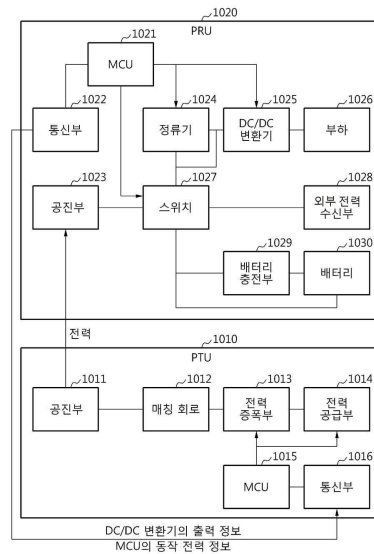 1020
PRU
1021
MCU
1022
통신부
1024
정류기
1025
DC/DC
변환기
1026
부하
1023
공진부
1027
스위치
1028
외부 전력
수신부
1029
배터리
충전부
1030
배터리
전력
1010
PTU
1011
공진부
1012
매칭 회로
1013
전력
증폭부
1014
전력
공급부
1015
MCU
1016
통신부
DC/DC 변환기의 출력 정보
MCU의 동작 전력 정보